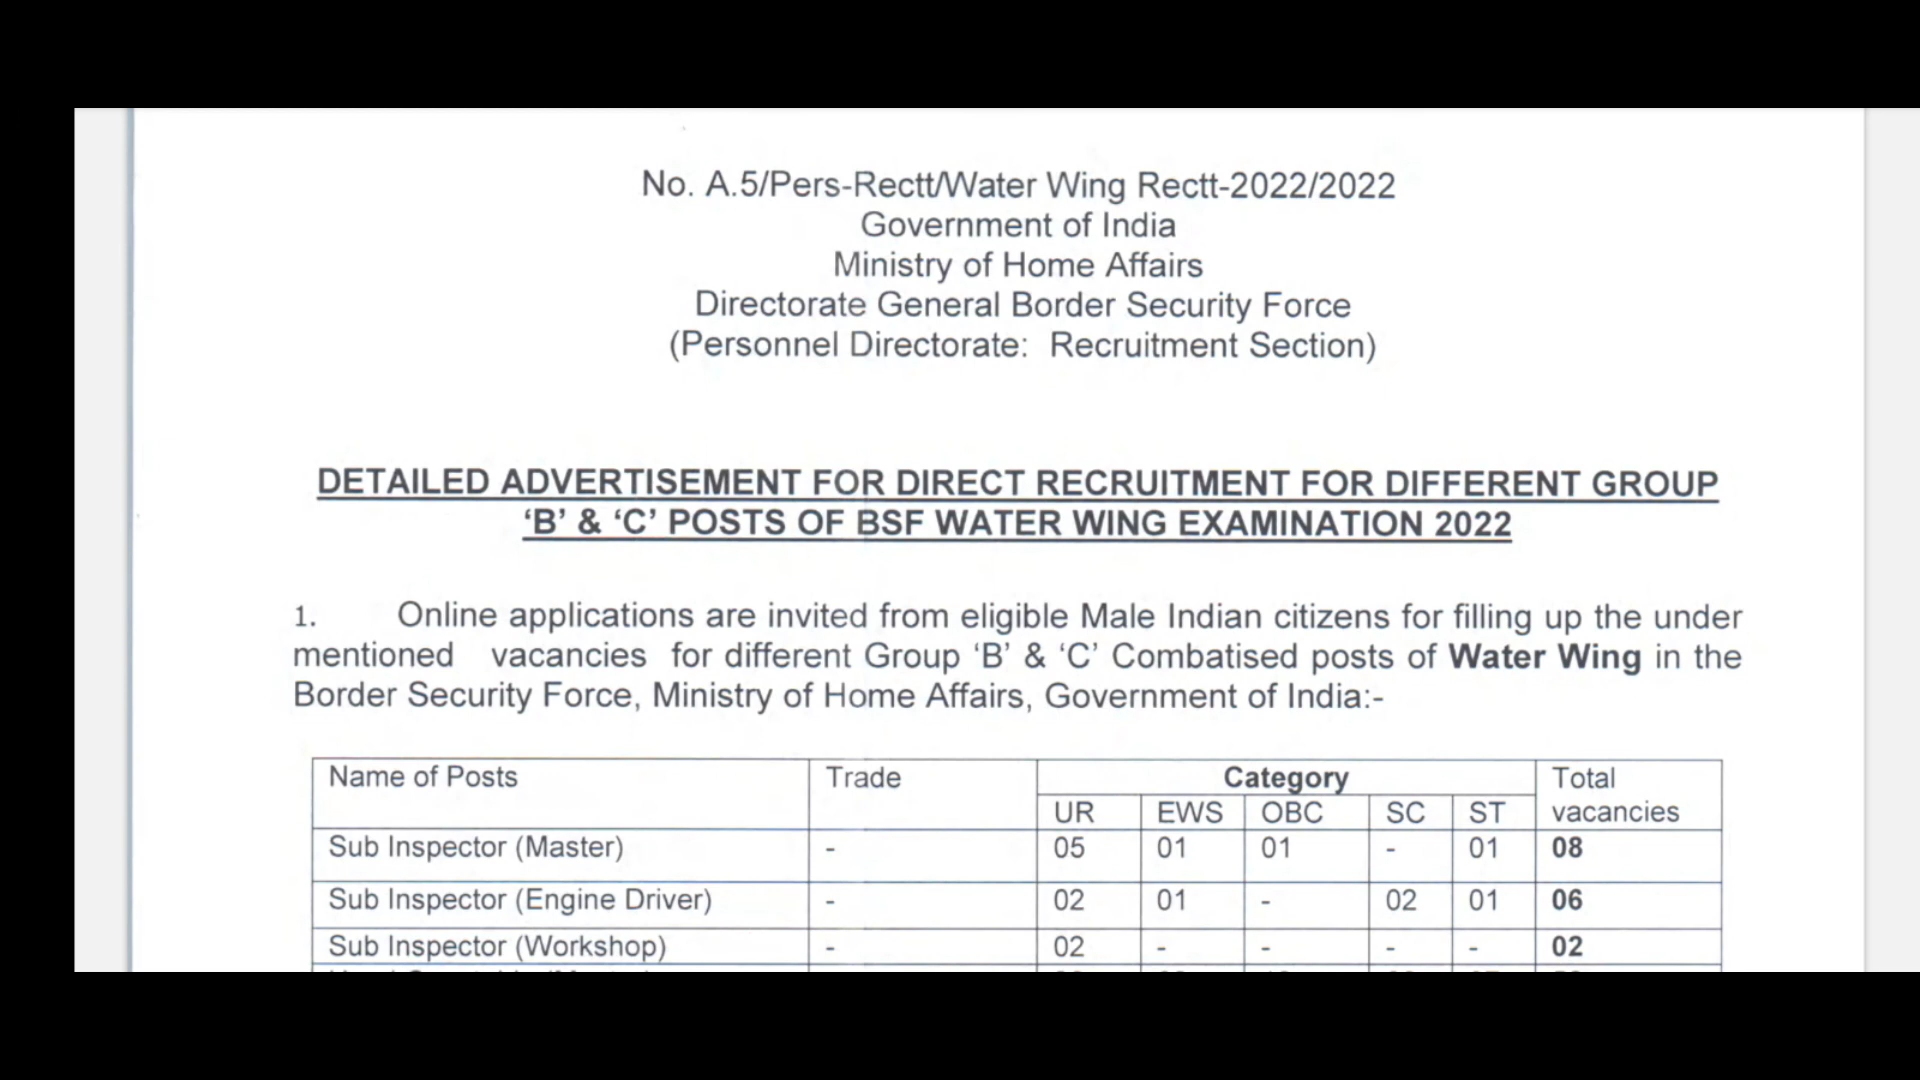 No. A.5/Pers-Rectt/Water Wing Rectt-2022/2022
Government of India
Ministry of Home Affairs
Directorate General Border Security Force
(Personnel Directorate: Recruitment Section)
DETAILED ADVERTISEMENT FOR DIRECT RECRUITMENT FOR DIFFERENT GROUP
‘B’ & ‘C’ POSTS OF BSF WATER WING EXAMINATION 2022
1. Online applications are invited from eligible Male Indian citizens for filling up the under
mentioned vacancies for different Group ‘B’ & ‘C’ Combatised posts of Water Wing in the
Border Security Force, Ministry of Home Affairs, Government of India:-
Name of Posts Trade Category Total
UR EWS OBC SC ST vacancies
Sub Inspector (Master) - 05 01 01 - 01 08
Sub Inspector (Engine Driver) - 02 01 - 02 01 06
Sub Inspector (Workshop) - 02 - - - - 02